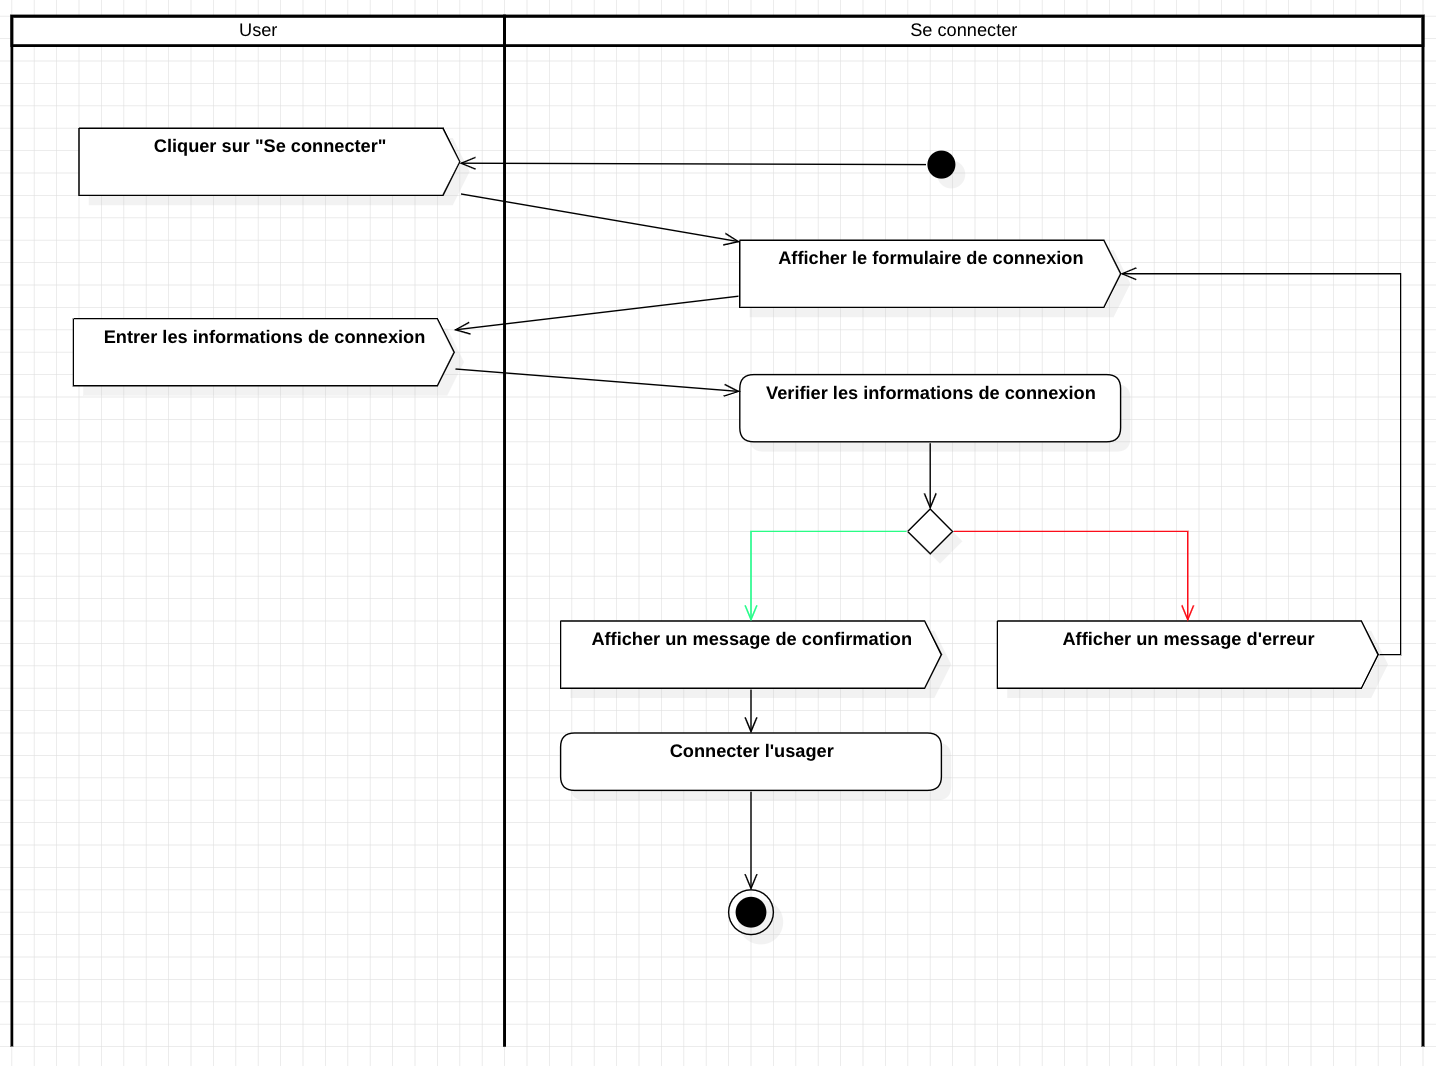 User
Se connecter
Cliquer sur "Se connecter"
Afficher le formulaire de connexion
Entrer les informations de connexion
Verifier les informations de connexion
Afficher un message de confirmation
Afficher un message d'erreur
Connecter l'usager